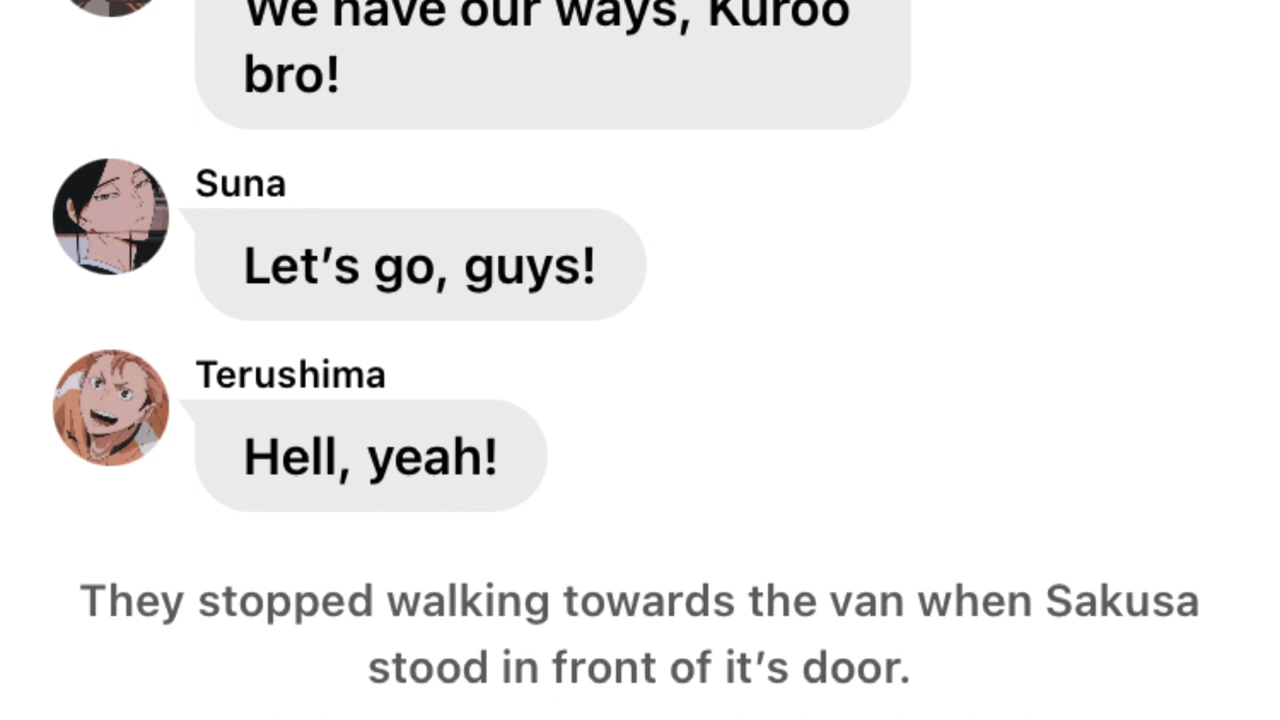 We have our ways, Kuroo
bro!
Suna
Let’s go, guys!
Terushima
Hell, yeah!
They stopped walking towards the van when Sakusa
stood in front of it’s door.